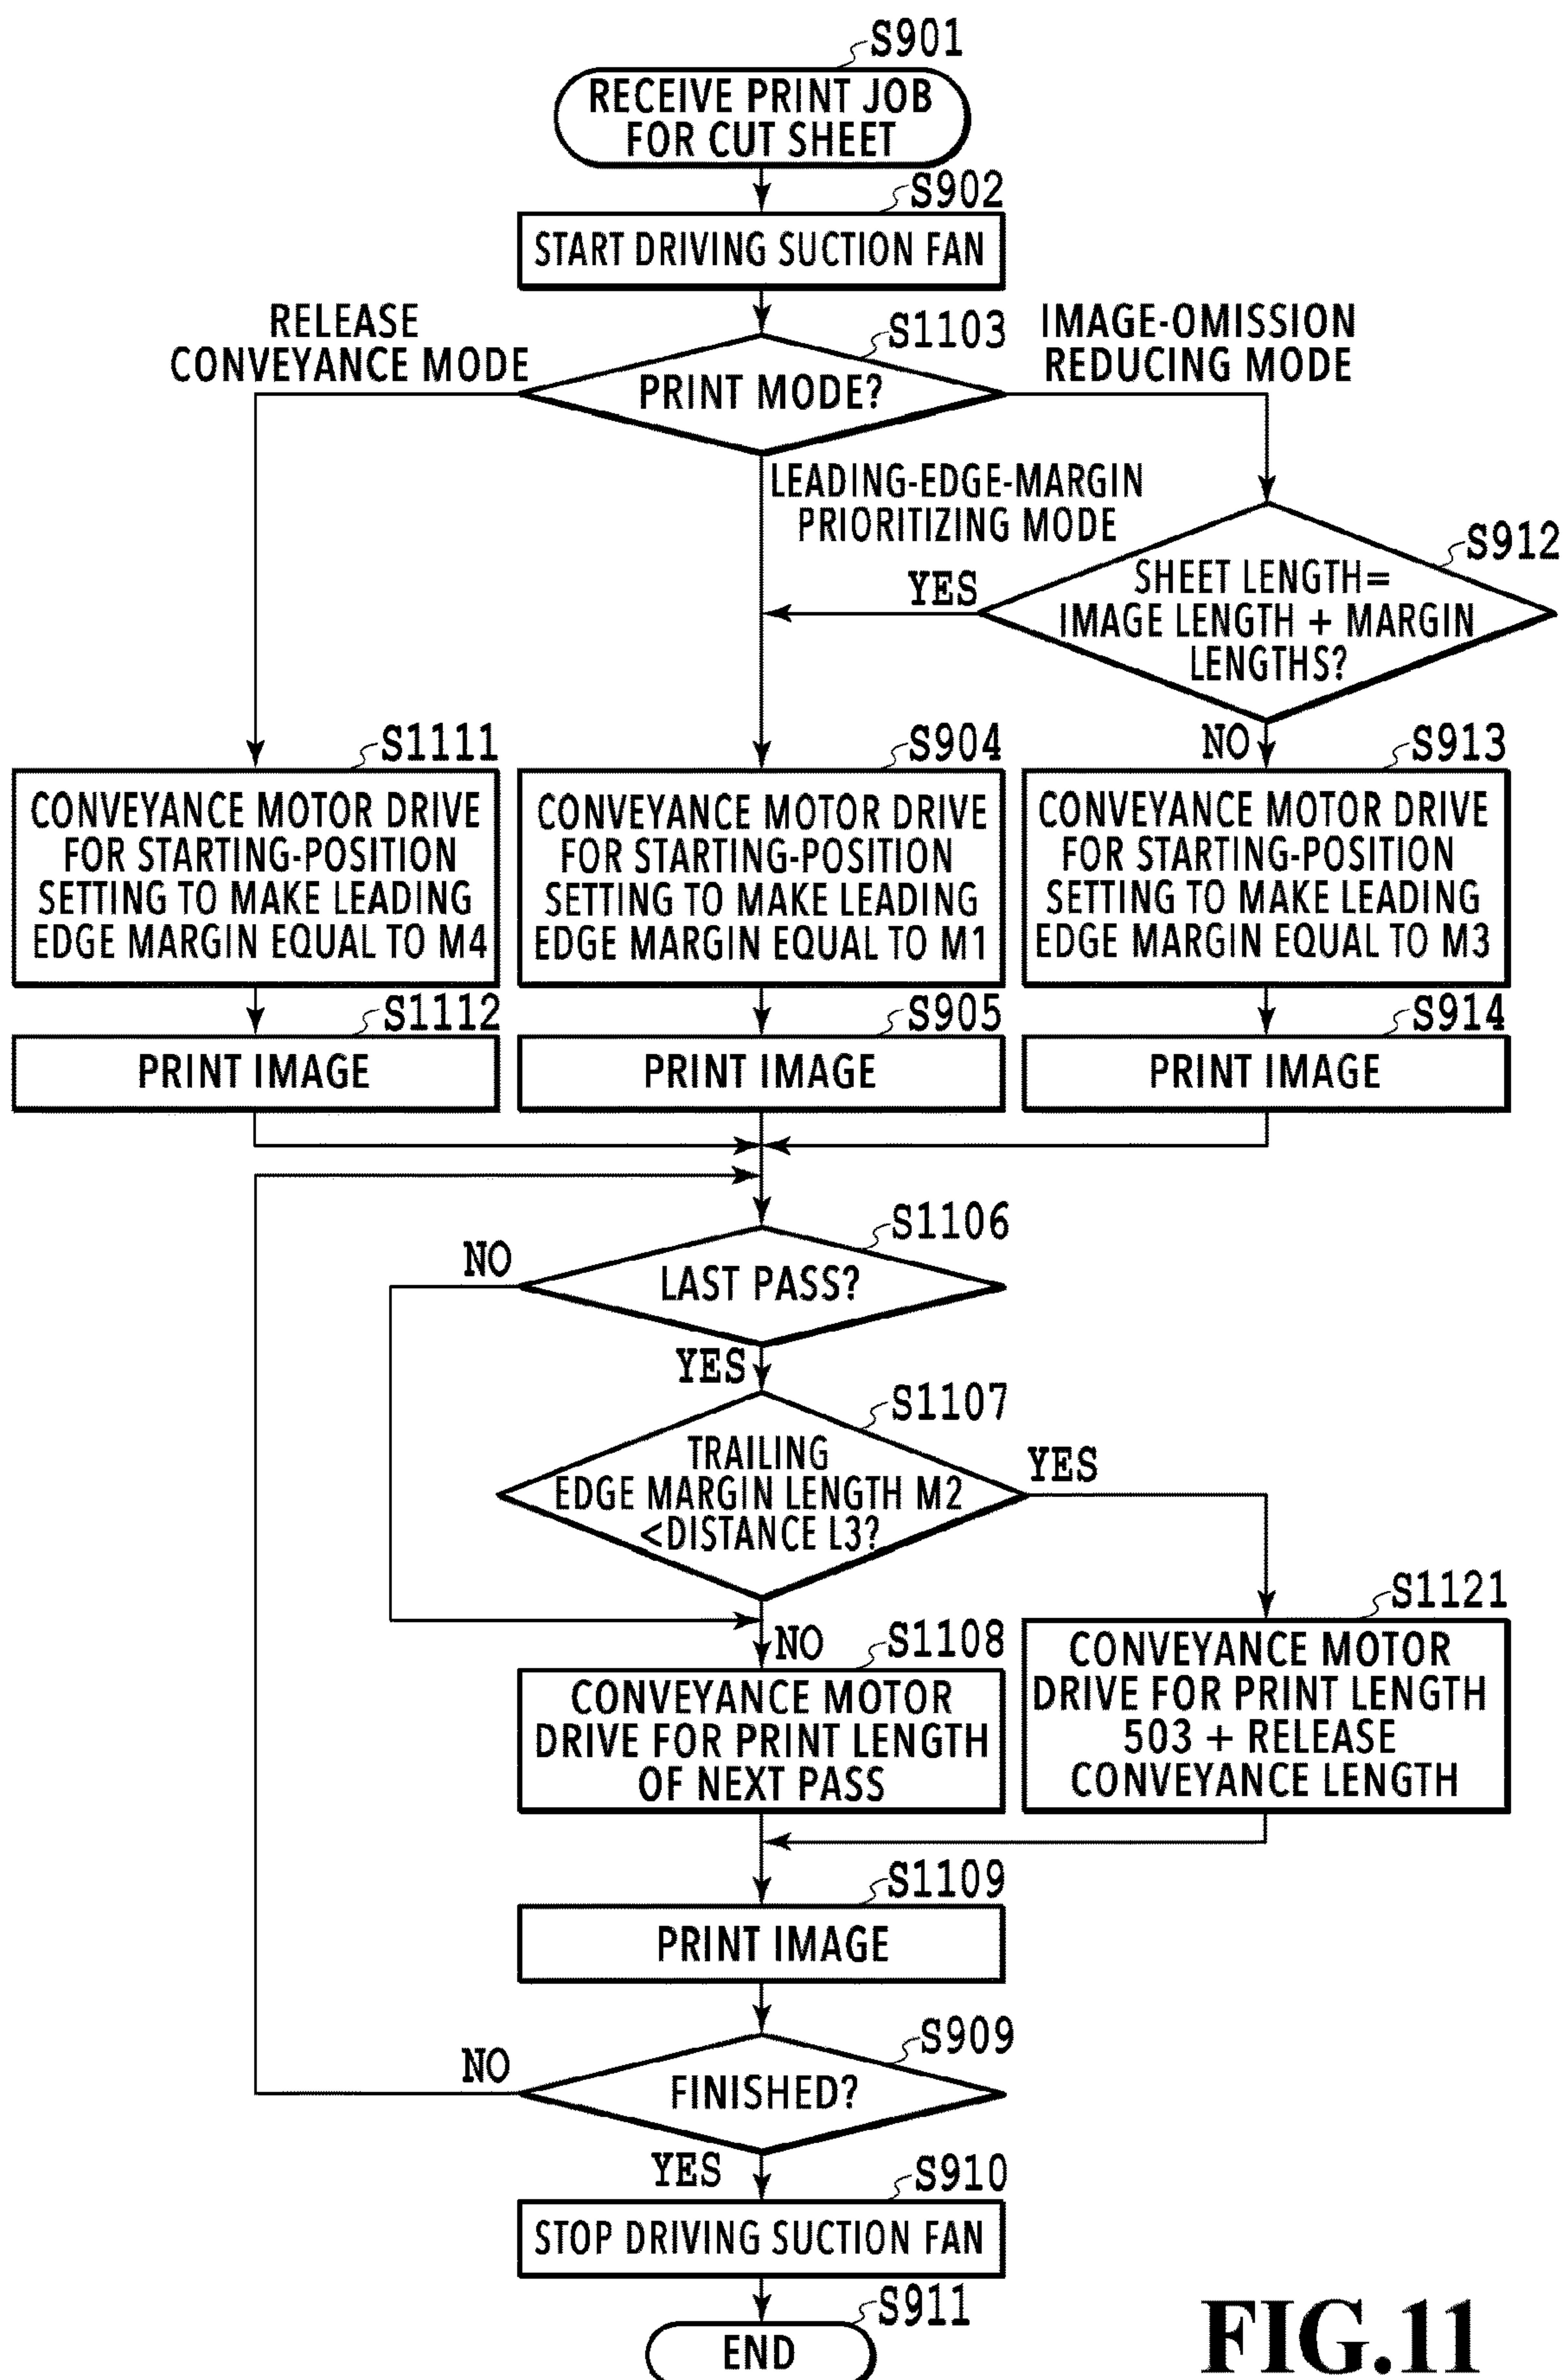 S901
RECEIVE PRINT JOB
FOR CUT SHEET
S902
START DRIVING SUCTION FAN
RELEASE
CONVEYANCE MODE
S1103
PRINT MODE?
IMAGE-OMISSION
REDUCING MODE
LEADING-EDGE-MARGIN
PRIORITIZING MODE
S912
SHEET LENGTH=
IMAGE LENGTH + MARGIN
LENGTHS?
YES
NO
S1111
CONVEYANCE MOTOR DRIVE
FOR STARTING-POSITION
SETTING TO MAKE LEADING
EDGE MARGIN EQUAL TO M4
S904
CONVEYANCE MOTOR DRIVE
FOR STARTING-POSITION
SETTING TO MAKE LEADING
EDGE MARGIN EQUAL TO M1
S913
CONVEYANCE MOTOR DRIVE
FOR STARTING-POSITION
SETTING TO MAKE LEADING
EDGE MARGIN EQUAL TO M3
S1112
PRINT IMAGE
S905
PRINT IMAGE
S914
PRINT IMAGE
S1106
LAST PASS?
NO
YES
S1107
TRAILING
EDGE MARGIN LENGTH M2
<DISTANCE L3?
YES
NO
S1108
CONVEYANCE MOTOR
DRIVE FOR PRINT LENGTH
OF NEXT PASS
S1121
CONVEYANCE MOTOR
DRIVE FOR PRINT LENGTH
503 + RELEASE
CONVEYANCE LENGTH
S1109
PRINT IMAGE
S909
FINISHED?
NO
YES
S910
STOP DRIVING SUCTION FAN
S911
END
FIG.11